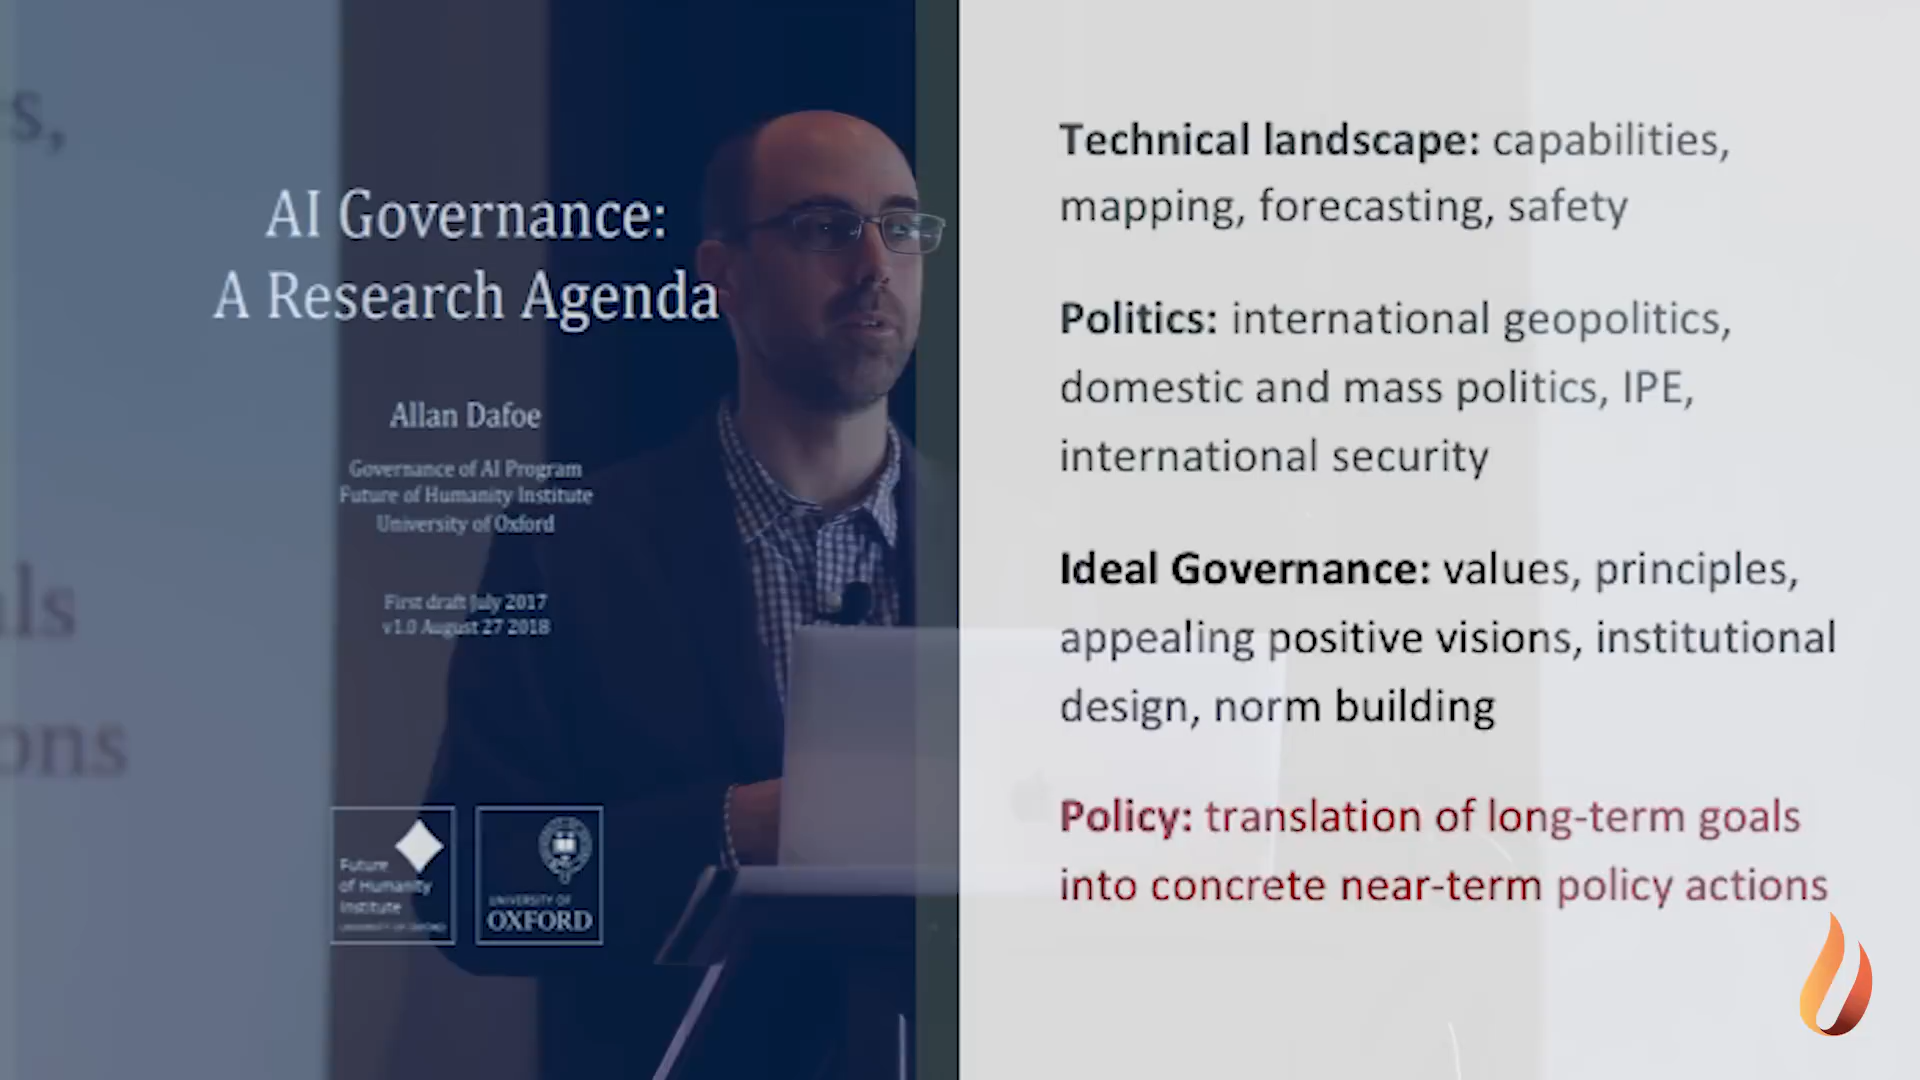 s,
als
ons
AI Governance:
A Research Agenda
Allan Dafoe
Governance of AI Program
Future of Humanity Institute
University of Oxford
First draft July 2017
v1.0 August 27 2018
Future
of Humanity
Institute
UNIVERSITY OF
OXFORD
Technical landscape: capabilities,
mapping, forecasting, safety
Politics: international geopolitics,
domestic and mass politics, IPE,
international security
Ideal Governance: values, principles,
appealing positive visions, institutional
design, norm building
Policy: translation of long-term goals
into concrete near-term policy actions